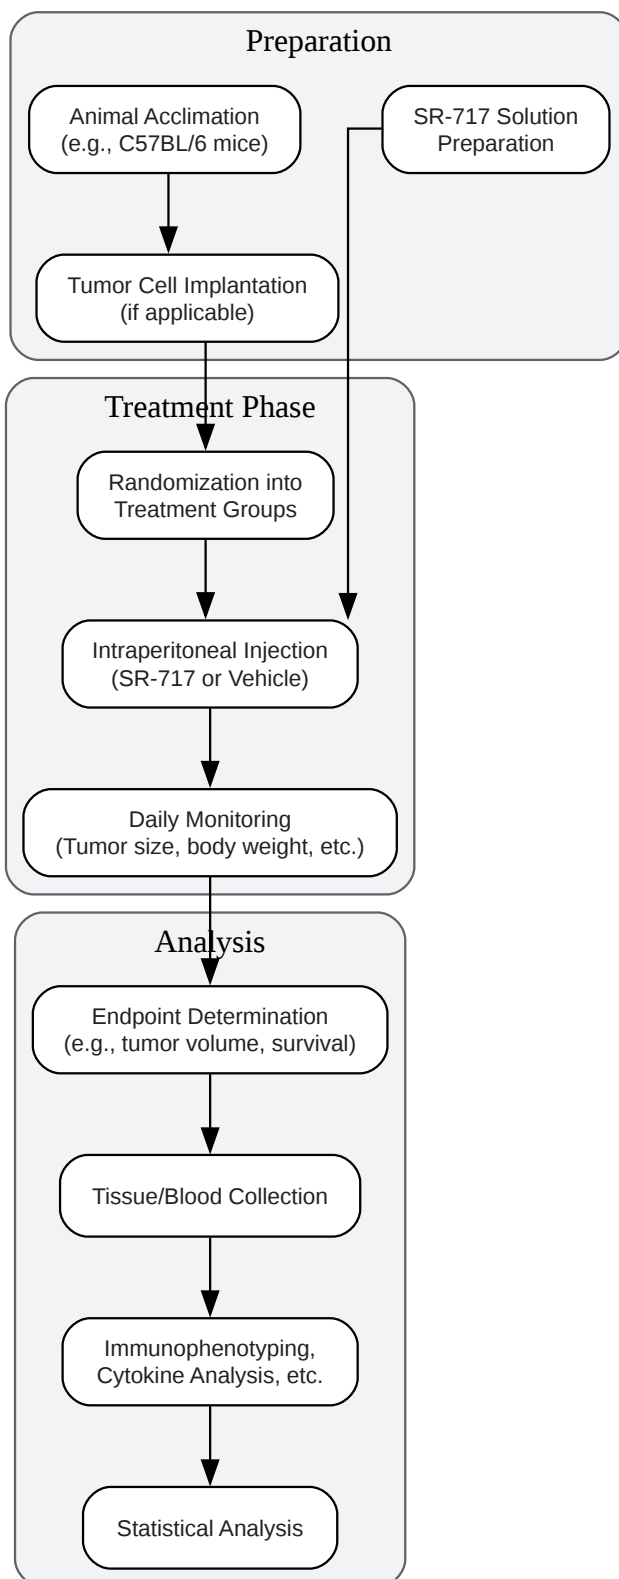 Preparation
Animal Acclimation
(e.g., C57BL/6 mice)
SR-717 Solution
Preparation
Tumor Cell Implantation
(if applicable)
Treatment Phase
Randomization into
Treatment Groups
Intraperitoneal Injection
(SR-717 or Vehicle)
Daily Monitoring
(Tumor size, body weight, etc.)
Analysis
Endpoint Determination
(e.g., tumor volume, survival)
Tissue/Blood Collection
Immunophenotyping,
Cytokine Analysis, etc.
Statistical Analysis